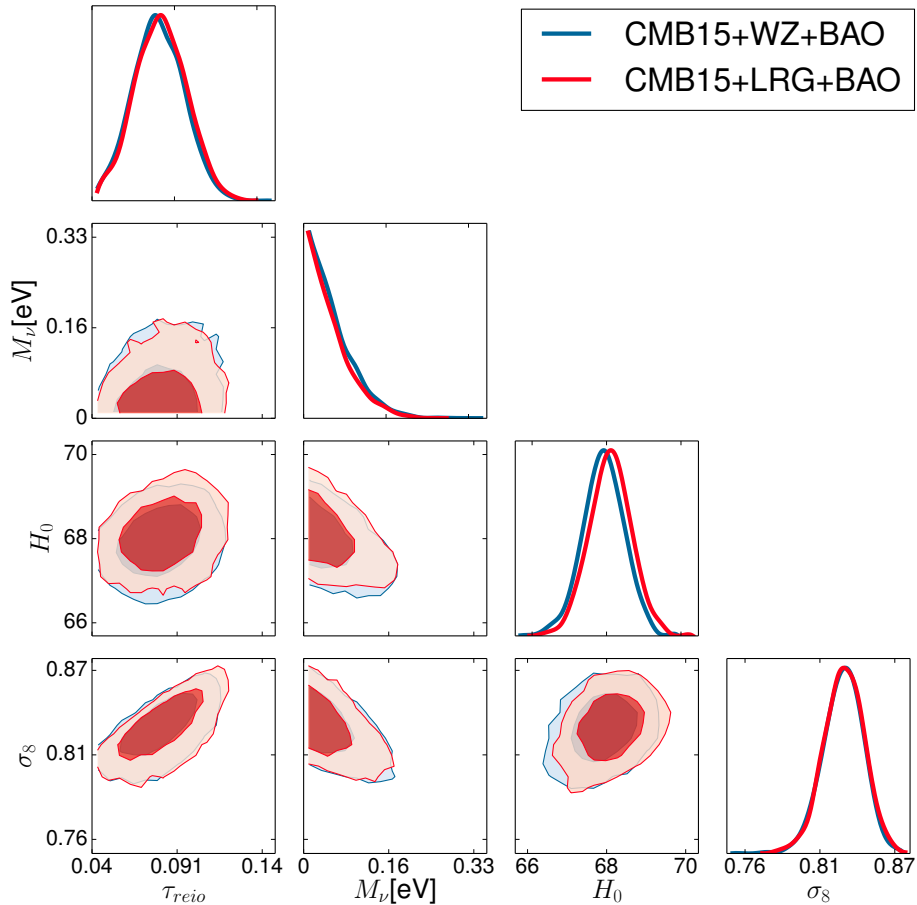 CMB15+WZ+BAO
CMB15+LRG+BAO
0.33
0.16
0
M_ν[eV]
70
68
66
H_0
0.87
0.81
0.76
σ_8
0.04 0.091 0.14
0 0.16 0.33
66 68 70
0.76 0.81 0.87
τ_{reio} M_ν[eV] H_0 σ_8